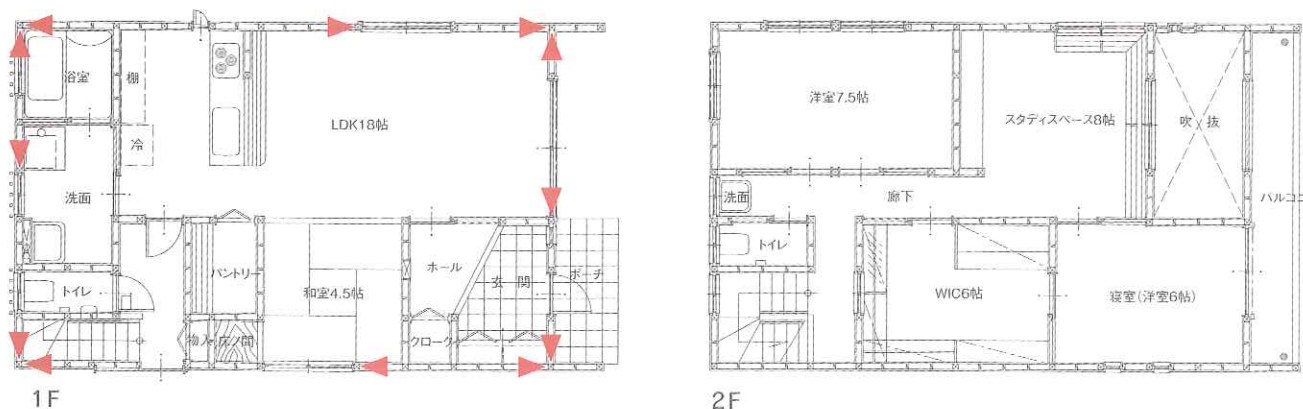 浴室
棚
LDK18帖
冷
洗面
パントリー
ホール
玄 関
ポーチ
トイレ
和室4.5帖
物入
床ノ間
クローク
1F
洋室7.5帖
スタディスペース8帖
吹 抜
洗面
廊下
バルコニ
トイレ
WIC6帖
寝室(洋室6帖)
2F